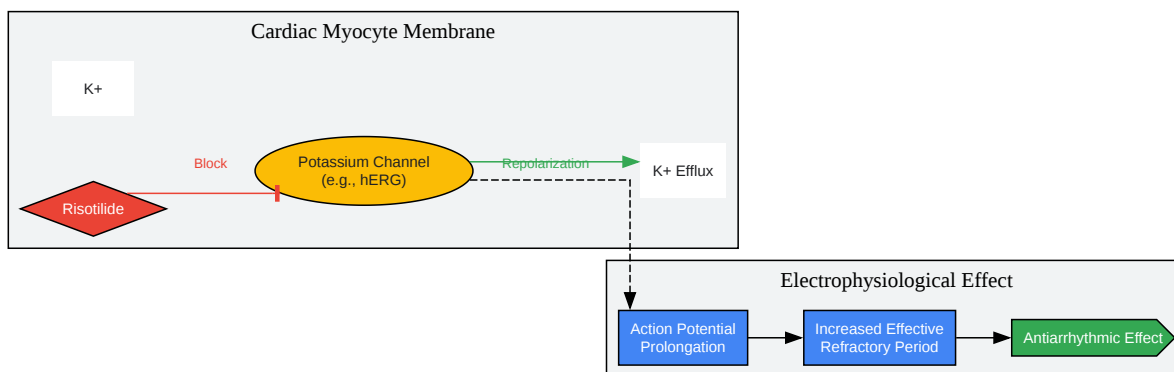 Cardiac Myocyte Membrane
K+
Block
Potassium Channel
(e.g., hERG)
Repolarization
K+ Efflux
Risotilide
Electrophysiological Effect
Action Potential
Prolongation
Increased Effective
Refractory Period
Antiarrhythmic Effect